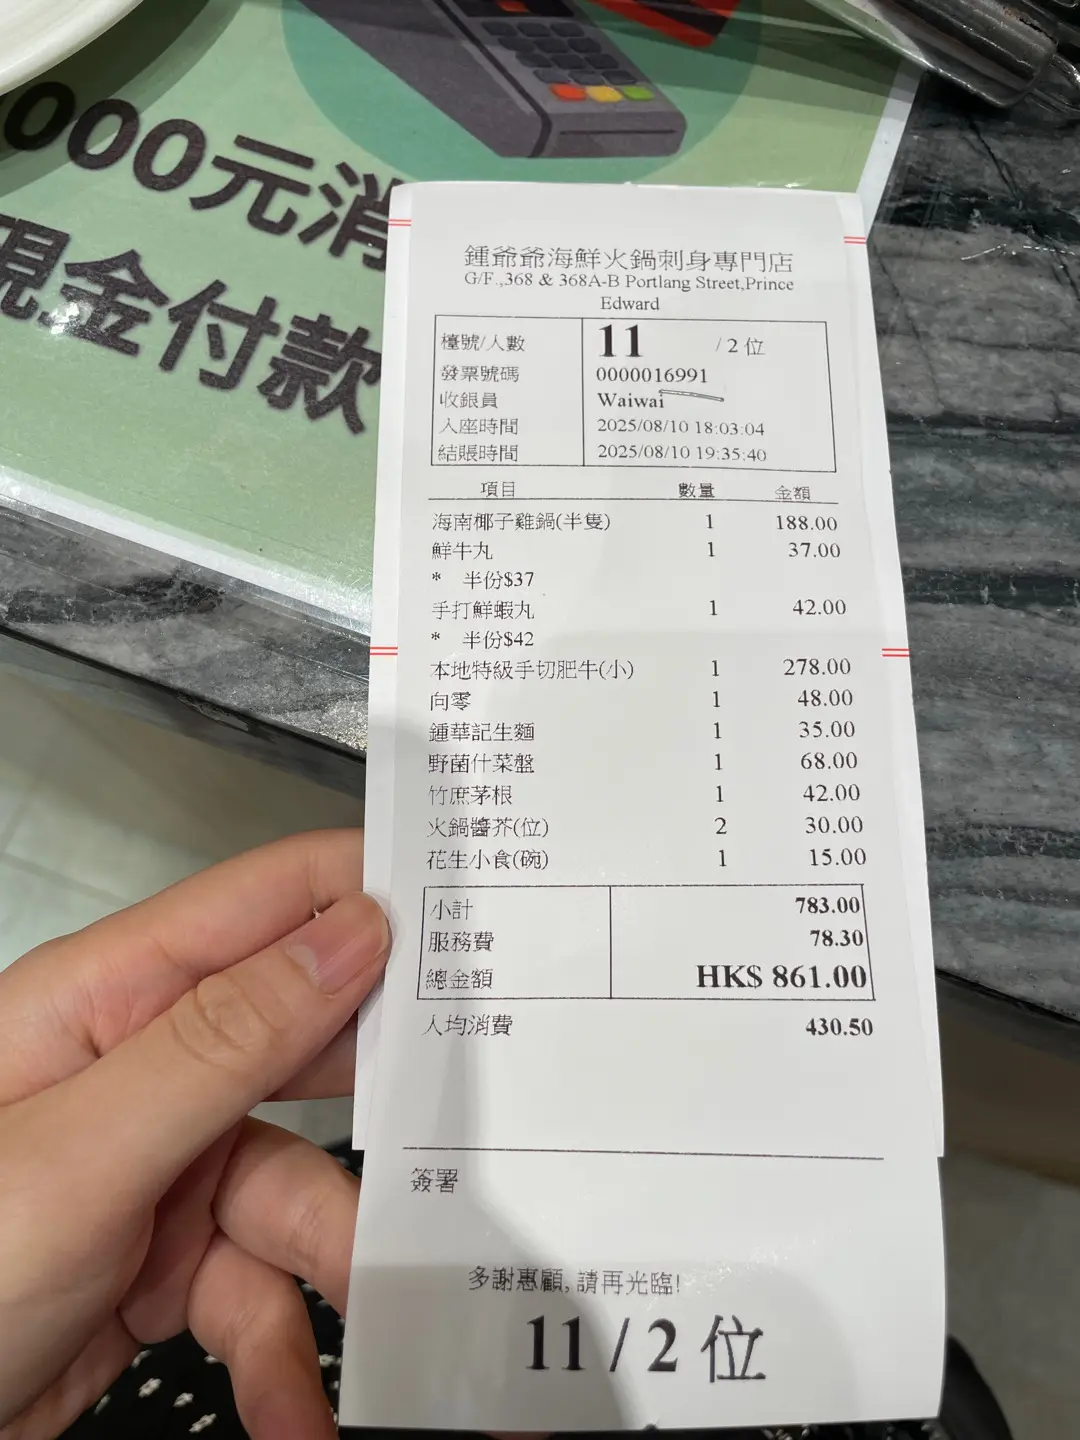 000元消
現金付款
鍾爺爺海鮮火鍋刺身專門店
G/F.,368 & 368A-B Portlang Street,Prince
Edward
檯號/人數 11 / 2 位
發票號碼 0000016991
收銀員 Waiwai
入座時間 2025/08/10 18:03:04
結賬時間 2025/08/10 19:35:40
項目 數量 金額
海南椰子雞鍋(半隻) 1 188.00
鮮牛丸 1 37.00
* 半份$37
手打鮮蝦丸 1 42.00
* 半份$42
本地特級手切肥牛(小) 1 278.00
向零 1 48.00
鍾華記生麵 1 35.00
野菌什菜盤 1 68.00
竹庶茅根 1 42.00
火鍋醬芥(位) 2 30.00
花生小食(碗) 1 15.00
小計 783.00
服務費 78.30
總金額 HK$ 861.00
人均消費 430.50
簽署
多謝惠顧, 請再光臨!
11 / 2 位